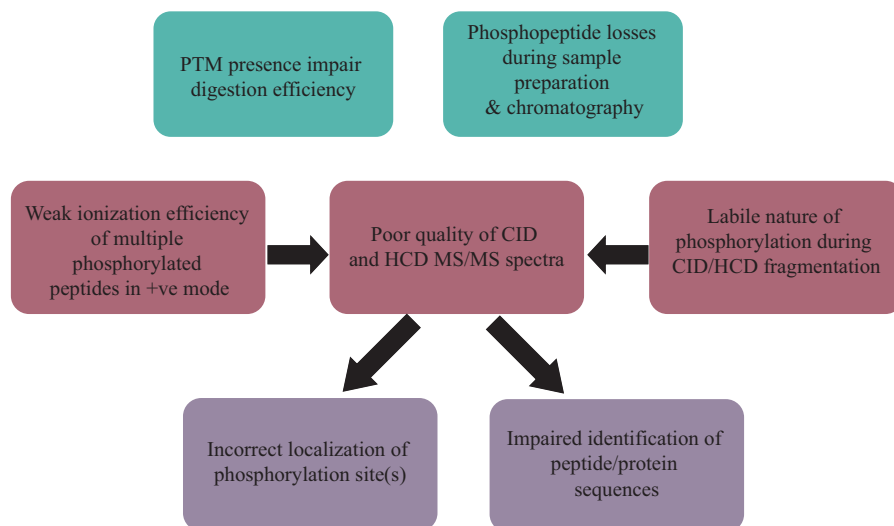 PTM presence impair
digestion efficiency
Phosphopeptide losses
during sample
preparation
& chromatography
Weak ionization efficiency
of multiple
phosphorylated
peptides in +ve mode
Poor quality of CID
and HCD MS/MS spectra
Labile nature of
phosphorylation during
CID/HCD fragmentation
Incorrect localization of
phosphorylation site(s)
Impaired identification of
peptide/protein
sequences